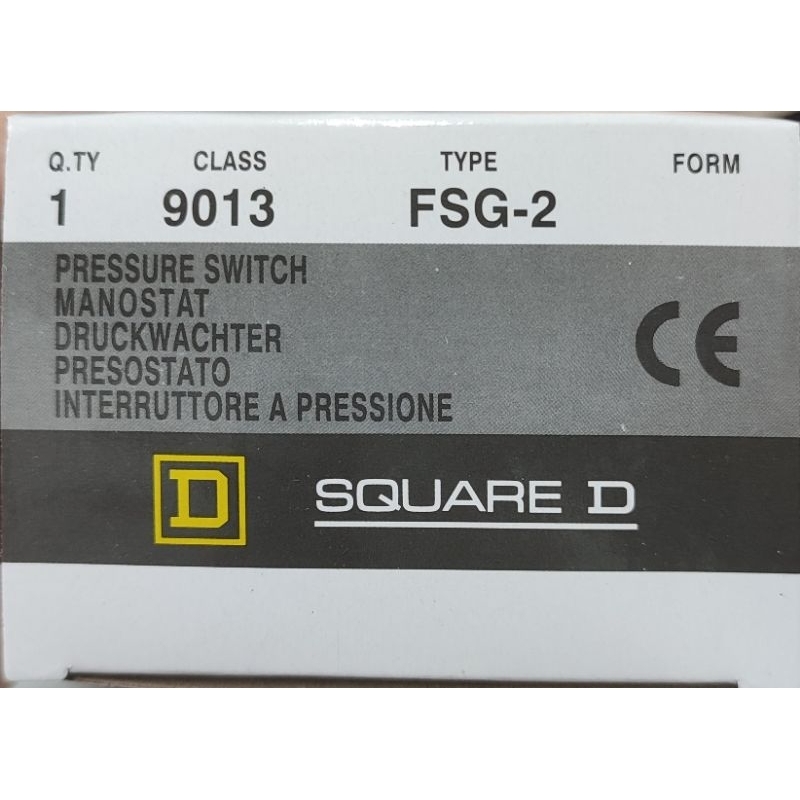 Q.TY CLASS TYPE FORM
1 9013 FSG-2
PRESSURE SWITCH
MANOSTAT
DRUCKWACHTER
PRESOSTATO
INTERRUTTORE A PRESSIONE
CE
D SQUARE D